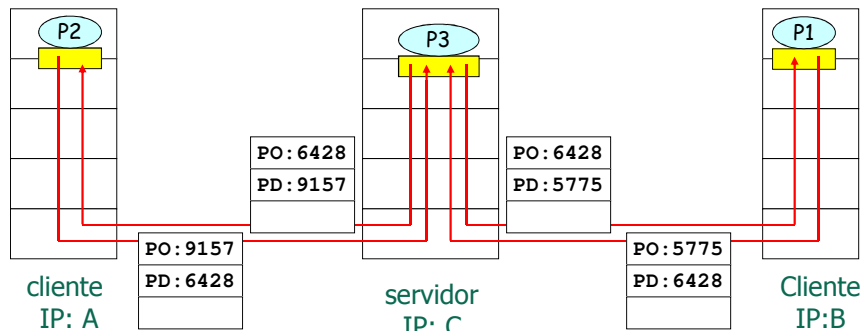 P2
P3
P1
PO:6428
PD:9157
PO:6428
PD:5775
PO:9157
PD:6428
PO:5775
PD:6428
cliente
IP: A
servidor
IP: C
Cliente
IP:B